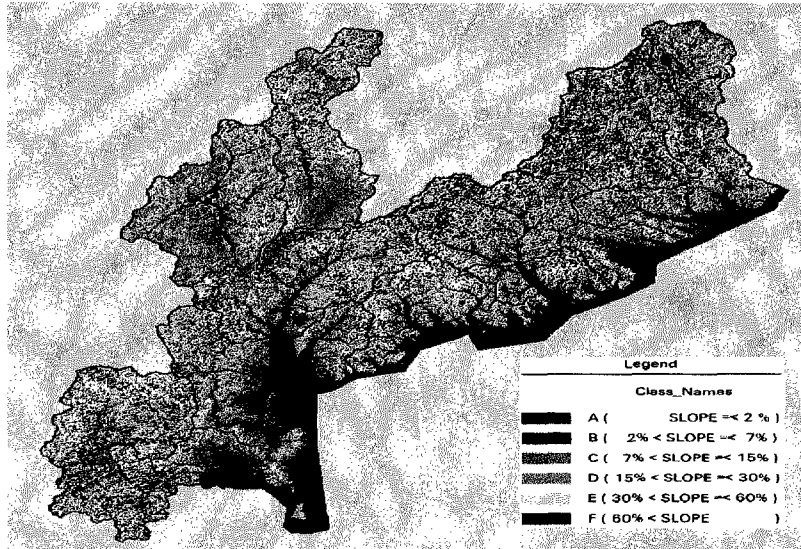 Legend
Class_Names
A ( SLOPE =< 2 % )
B ( 2% < SLOPE =< 7% )
C ( 7% < SLOPE =< 15% )
D ( 15% < SLOPE =< 30% )
E ( 30% < SLOPE =< 60% )
F ( 60% < SLOPE )